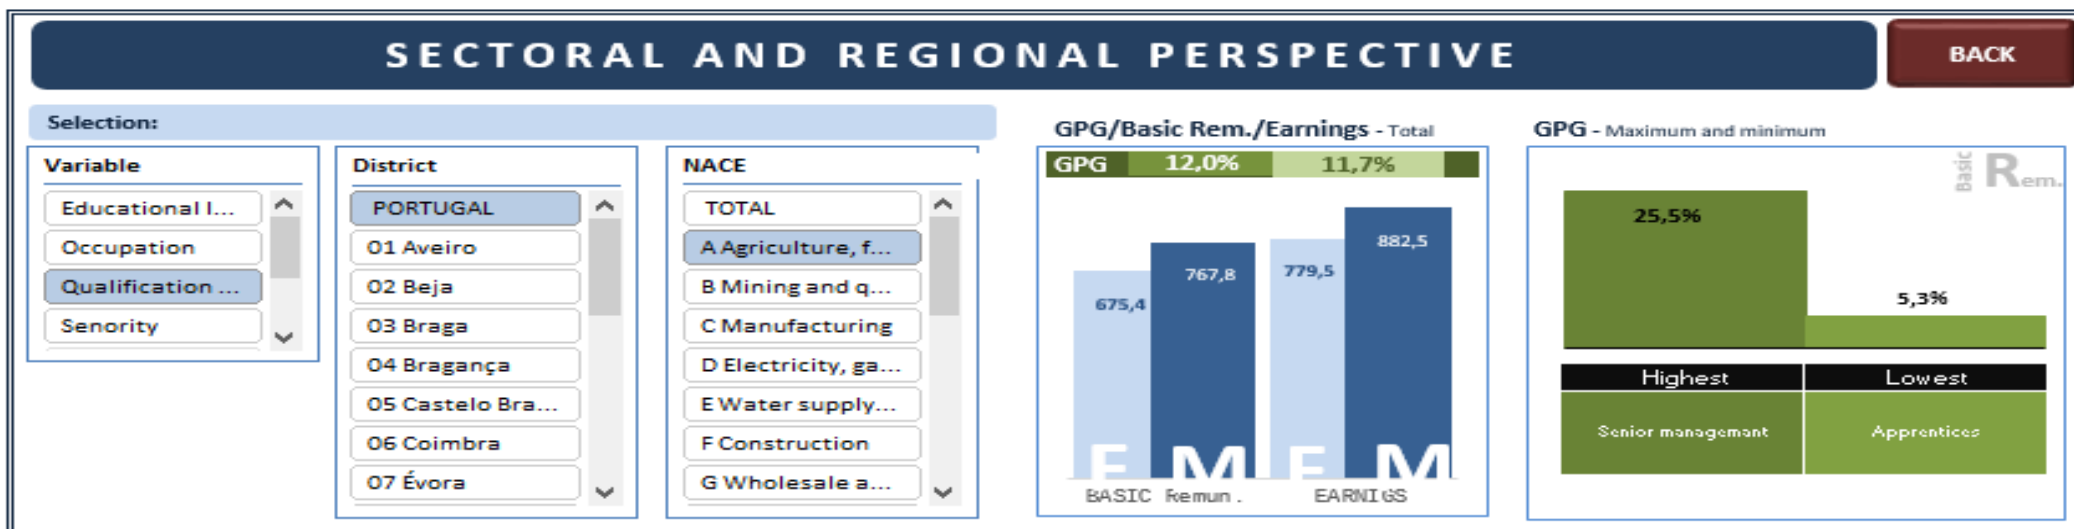 SECTORAL AND REGIONAL PERSPECTIVE
BACK
Selection:
Variable
Educational l...
Occupation
Qualification ...
Senority
District
PORTUGAL
01 Aveiro
02 Beja
03 Braga
04 Bragança
05 Castelo Bra...
06 Coimbra
07 Évora
NACE
TOTAL
A Agriculture, f...
B Mining and q...
C Manufacturing
D Electricity, ga...
E Water supply...
F Construction
G Wholesale a...
GPG/Basic Rem./Earnings - Total
GPG 12,0% 11,7%
675,4 767,8 779,5 882,5
F M F M
BASIC Remun. EARNIGS
GPG - Maximum and minimum
Basic Rem.
25,5%
5,3%
Highest Lowest
Senior managemant Apprentices